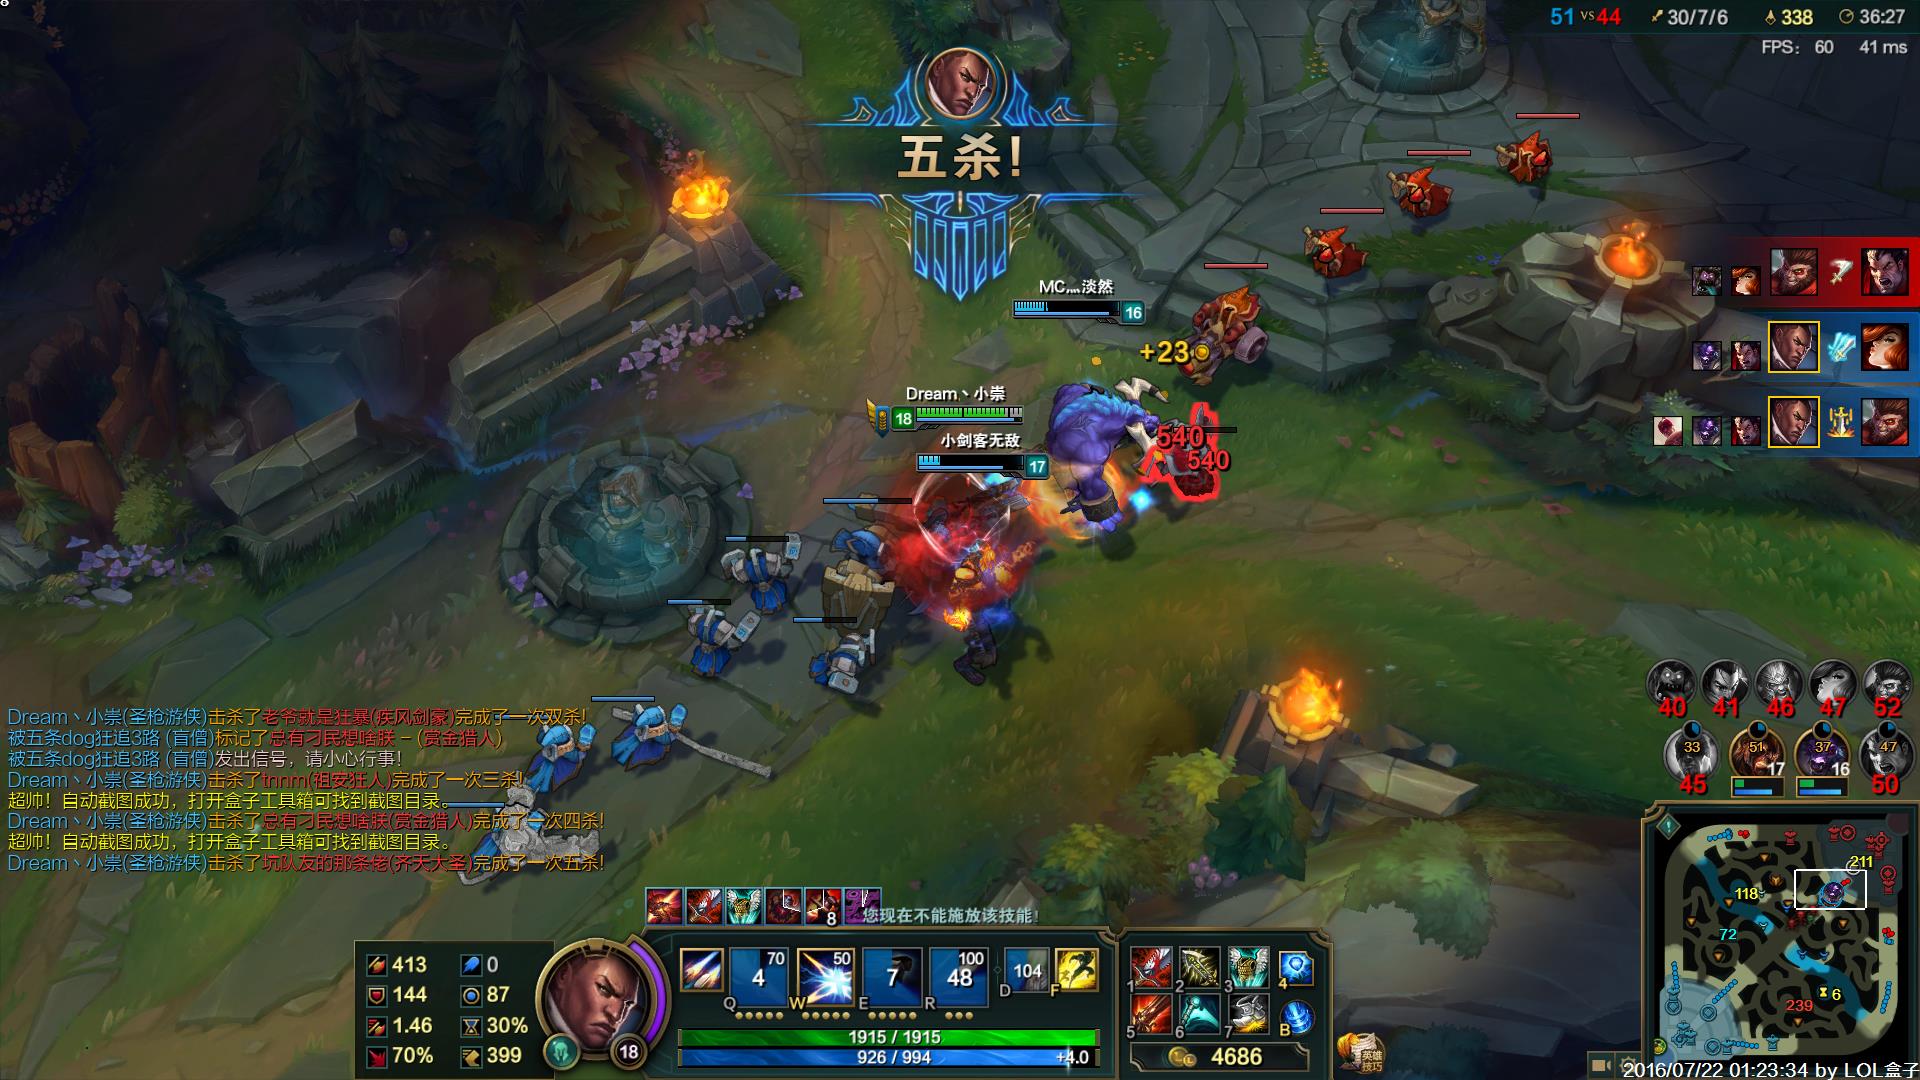 51 VS 44 30/7/6 338 36:27
FPS: 60 41 ms
五杀!
MC灬淡然
16
+23
Dream丶小崇
18
小剑客无敌
17
540
540
40 41 46 47 52
33 51 37 47
45 17 16 50
Dream丶小崇(圣枪游侠)击杀了老爷就是狂暴(疾风剑豪)完成了一次双杀!
被五条dog狂追3路 (盲僧)标记了总有刁民想啥朕 - (赏金猎人)
被五条dog狂追3路 (盲僧)发出信号，请小心行事!
Dream丶小崇(圣枪游侠)击杀了tnnm(祖安狂人)完成了一次三杀!
超帅！自动截图成功，打开盒子工具箱可找到截图目录。
Dream丶小崇(圣枪游侠)击杀了总有刁民想啥朕(赏金猎人)完成了一次四杀!
超帅！自动截图成功，打开盒子工具箱可找到截图目录。
Dream丶小崇(圣枪游侠)击杀了坑队友的那条佬(齐天大圣)完成了一次五杀!
211
118
72
6
239
8
您现在不能施放该技能!
413 0
144 87
1.46 30%
70% 399
18
70 50 100
4 7 48 104
Q W E R D F
1915 / 1915
926 / 994 +4.0
1 2 3 4
5 6 7 B
4686
英雄
技巧
2016/07/22 01:23:34 by LOL盒子